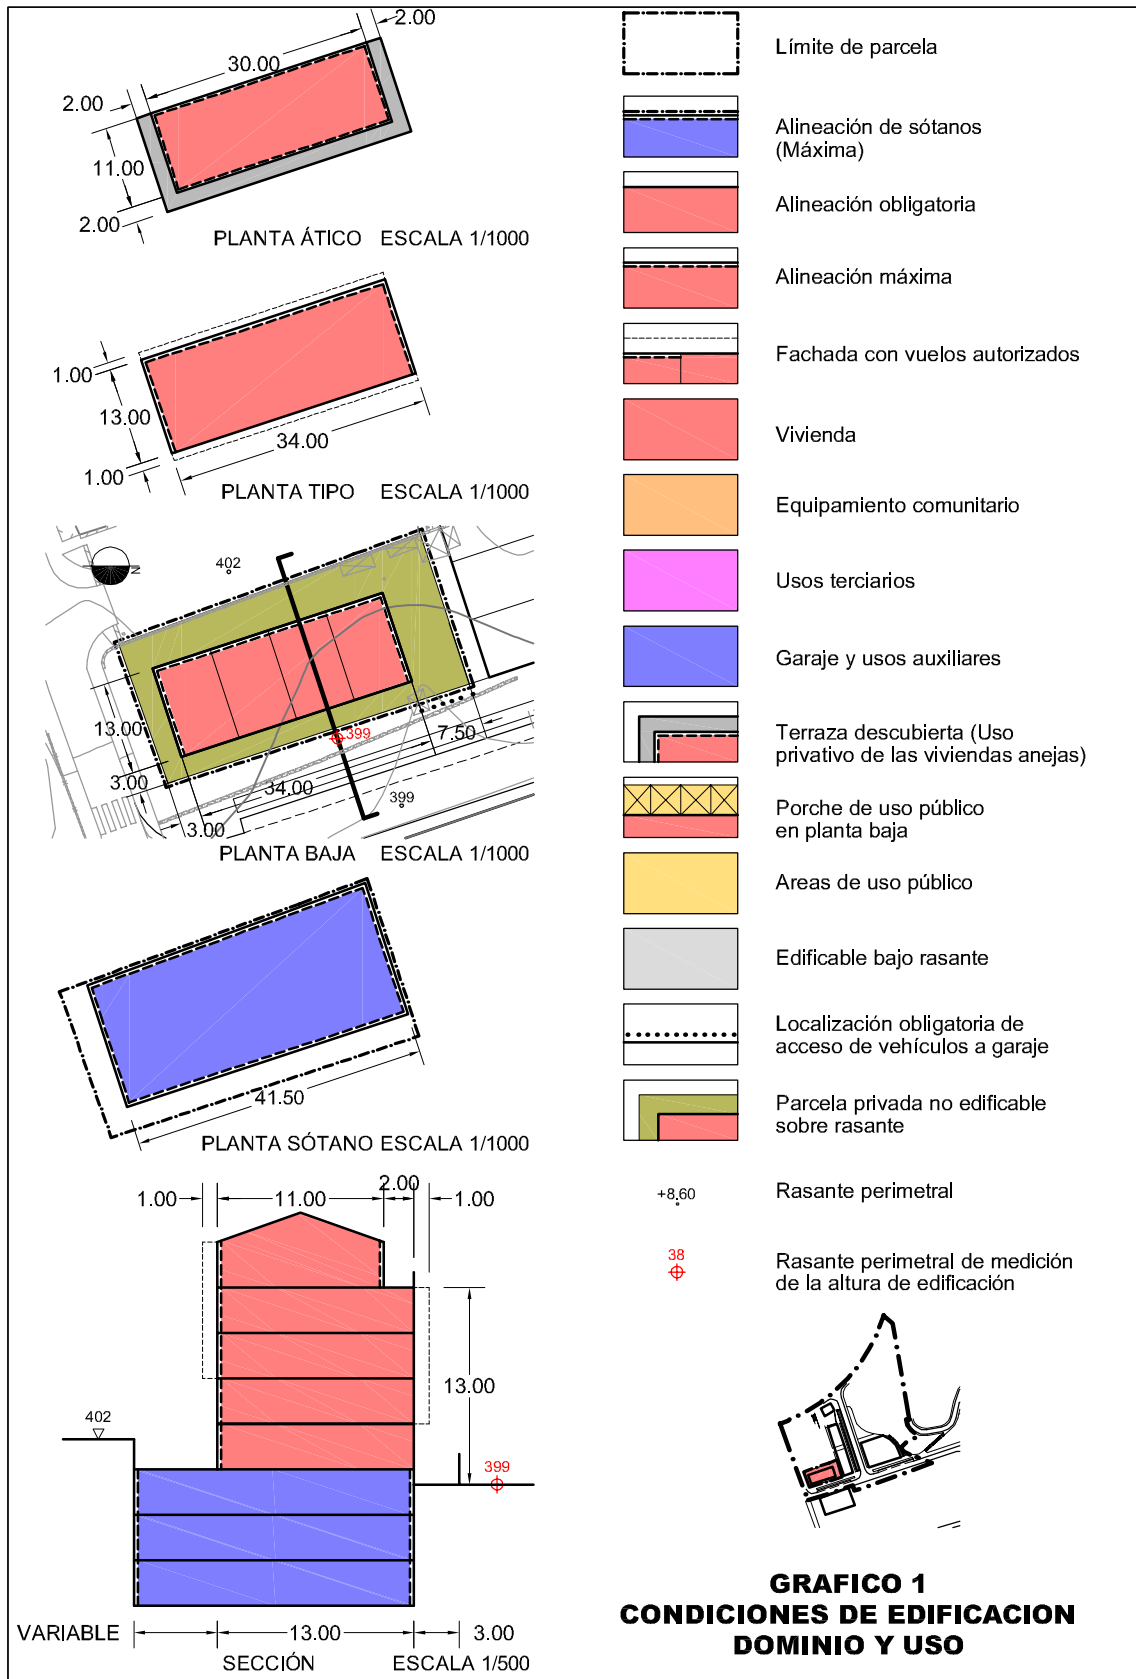 2.00
30.00
2.00
11.00
2.00
PLANTA ÁTICO ESCALA 1/1000
1.00
13.00
1.00
34.00
PLANTA TIPO ESCALA 1/1000
402
N
13.00
3.00
399
7.50
34.00
399
3.00
PLANTA BAJA ESCALA 1/1000
41.50
PLANTA SÓTANO ESCALA 1/1000
2.00
1.00 11.00 1.00
13.00
402
399
VARIABLE 13.00 3.00
SECCIÓN ESCALA 1/500
Límite de parcela
Alineación de sótanos
(Máxima)
Alineación obligatoria
Alineación máxima
Fachada con vuelos autorizados
Vivienda
Equipamiento comunitario
Usos terciarios
Garaje y usos auxiliares
Terraza descubierta (Uso
privativo de las viviendas anejas)
Porche de uso público
en planta baja
Areas de uso público
Edificable bajo rasante
Localización obligatoria de
acceso de vehículos a garaje
Parcela privada no edificable
sobre rasante
+8.60
Rasante perimetral
38
Rasante perimetral de medición
de la altura de edificación
GRAFICO 1
CONDICIONES DE EDIFICACION
DOMINIO Y USO